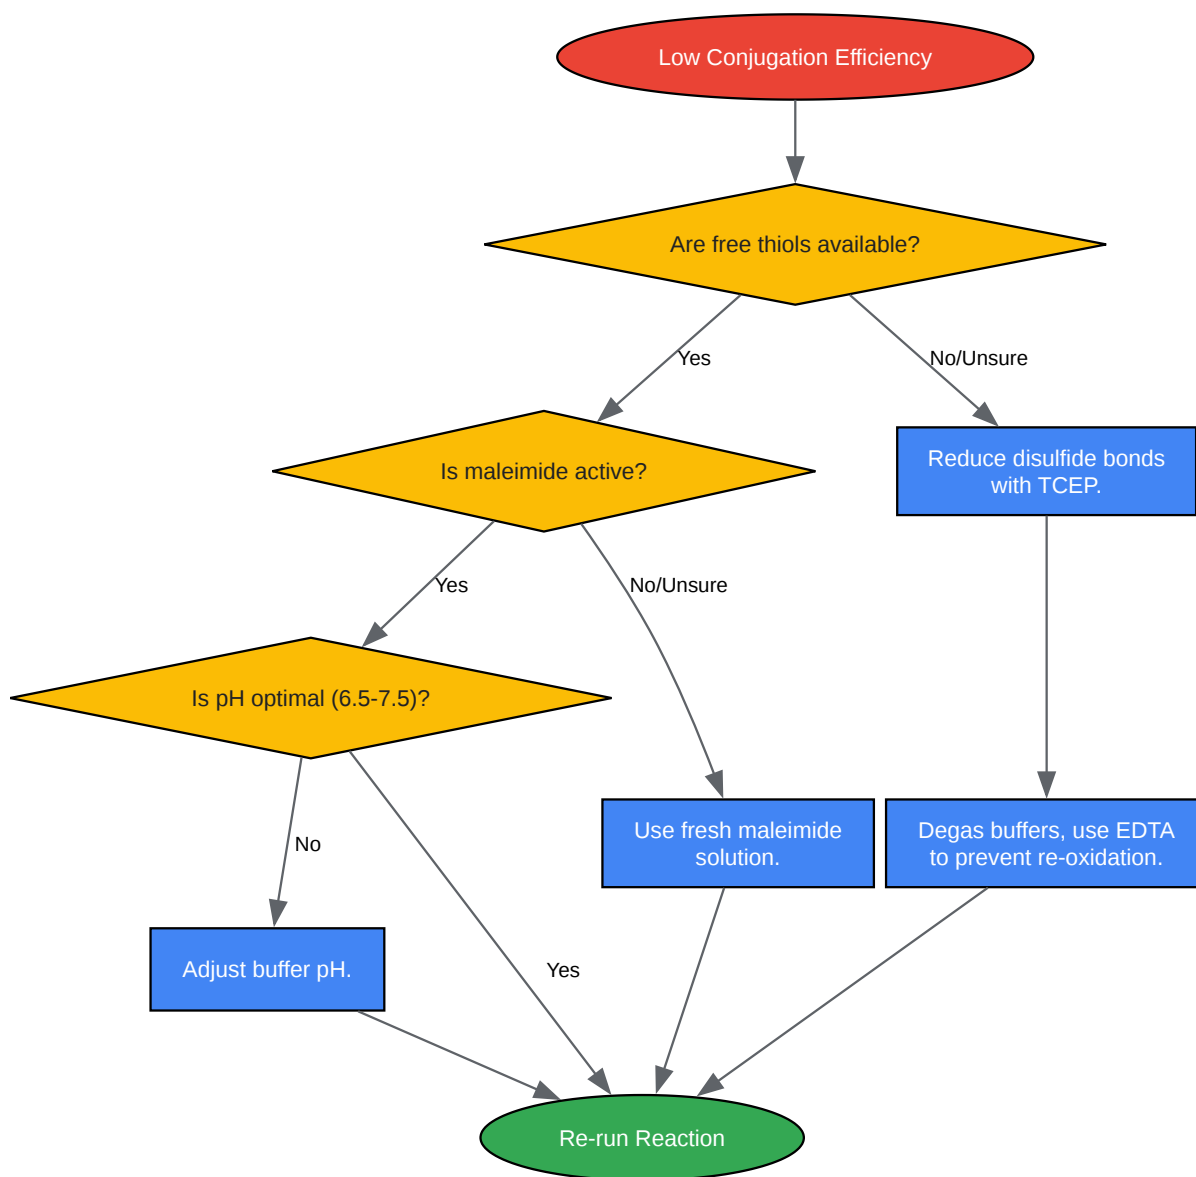 Low Conjugation Efficiency
Are free thiols available?
Yes
No/Unsure
Is maleimide active?
Reduce disulfide bonds
with TCEP.
Yes
No/Unsure
Is pH optimal (6.5-7.5)?
Use fresh maleimide
solution.
Degas buffers, use EDTA
to prevent re-oxidation.
No
Adjust buffer pH.
Yes
Re-run Reaction